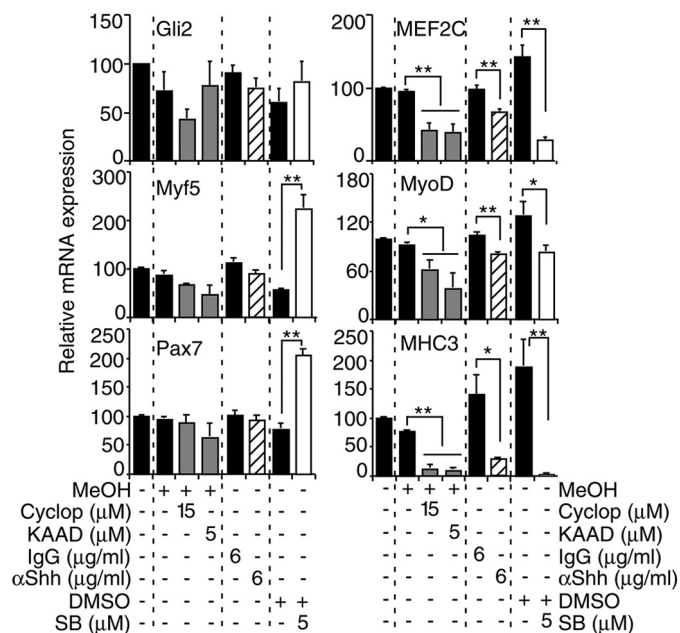 Relative mRNA expression
Gli2
150
100
50
0
Myf5
300
200
100
0
**
Pax7
250
200
150
100
50
0
**
MEF2C
200
100
0
**
**
**
MyoD
180
120
60
0
*
**
*
MHC3
250
200
150
100
50
0
**
*
**
MeOH - + + + - - - -
Cyclop (μM) - - 15 - - - - -
KAAD (μM) - - - 5 - - - -
IgG (μg/ml) - - - - 6 - - -
αShh (μg/ml) - - - - - 6 - -
DMSO - - - - - - + +
SB (μM) - - - - - - - 5
- + + + - - - - MeOH
- - 15 - - - - - Cyclop (μM)
- - - 5 - - - - KAAD (μM)
- - - - 6 - - - IgG (μg/ml)
- - - - - 6 - - αShh (μg/ml)
- - - - - - + + DMSO
- - - - - - - 5 SB (μM)